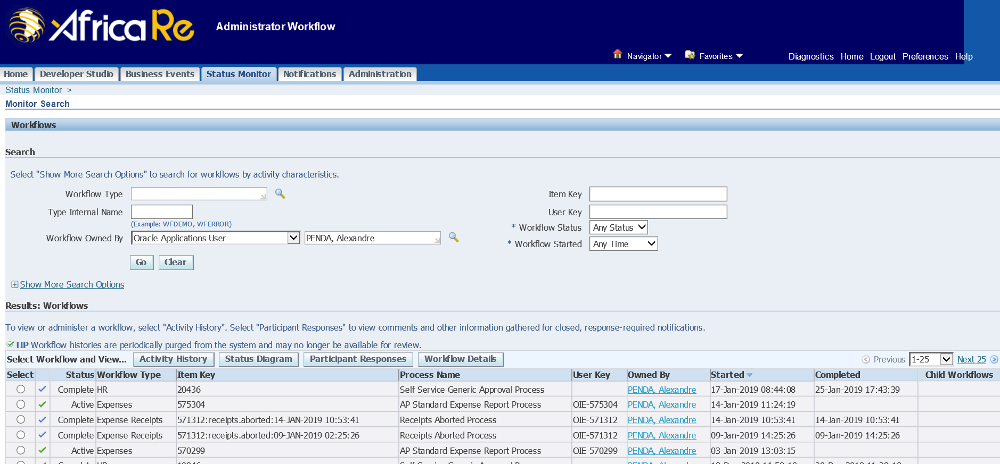 AfricaRe
Administrator Workflow
Navigator Favorites Diagnostics Home Logout Preferences Help
Home Developer Studio Business Events Status Monitor Notifications Administration
Status Monitor >
Monitor Search
Workflows
Search
Select "Show More Search Options" to search for workflows by activity characteristics.
Workflow Type Item Key
Type Internal Name User Key
(Example: WFDEMO, WFERROR)
* Workflow Status Any Status
Workflow Owned By Oracle Applications User PENDA, Alexandre
* Workflow Started Any Time
Go Clear
Show More Search Options
Results: Workflows
To view or administer a workflow, select "Activity History". Select "Participant Responses" to view comments and other information gathered for closed, response-required notifications.
TIP Workflow histories are periodically purged from the system and may no longer be available for review.
Select Workflow and View... Activity History Status Diagram Participant Responses Workflow Details Previous 1-25 Next 25
Select Status Workflow Type Item Key Process Name User Key Owned By Started Completed Child Workflows
Complete HR 20436 Self Service Generic Approval Process PENDA, Alexandre 17-Jan-2019 08:44:08 25-Jan-2019 17:43:39
Active Expenses 575304 AP Standard Expense Report Process OIE-575304 PENDA, Alexandre 14-Jan-2019 11:24:19
Complete Expense Receipts 571312:receipts.aborted:14-JAN-2019 10:53:41 Receipts Aborted Process OIE-571312 PENDA, Alexandre 14-Jan-2019 10:53:41 14-Jan-2019 10:53:41
Complete Expense Receipts 571312:receipts.aborted:09-JAN-2019 02:25:26 Receipts Aborted Process OIE-571312 PENDA, Alexandre 09-Jan-2019 14:25:26 09-Jan-2019 14:25:26
Active Expenses 570299 AP Standard Expense Report Process OIE-570299 PENDA, Alexandre 03-Jan-2019 13:03:15